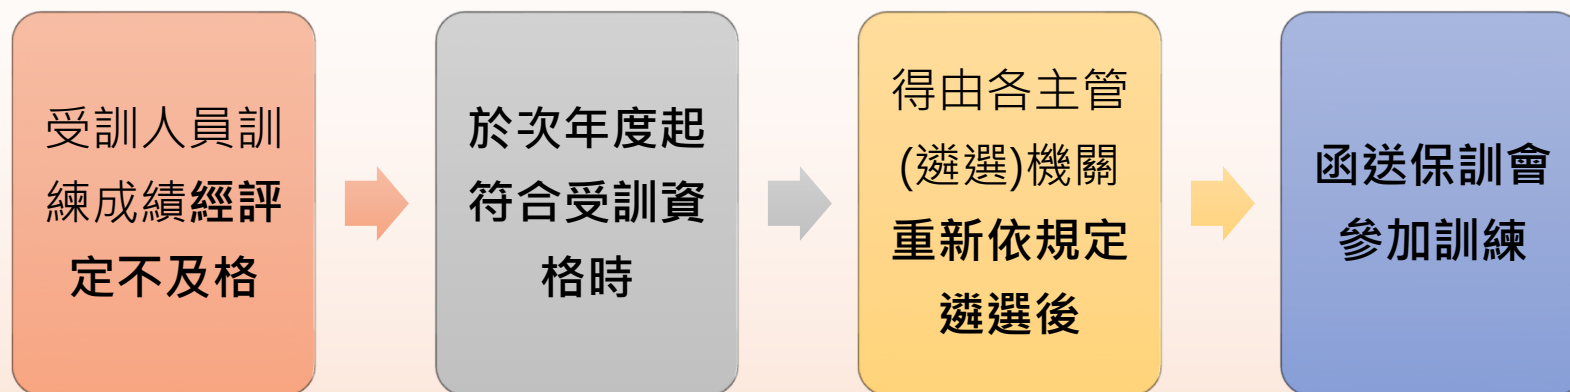 受訓人員訓
練成績經評
定不及格
於次年度起
符合受訓資
格時
得由各主管
(遴選)機關
重新依規定
遴選後
函送保訓會
參加訓練